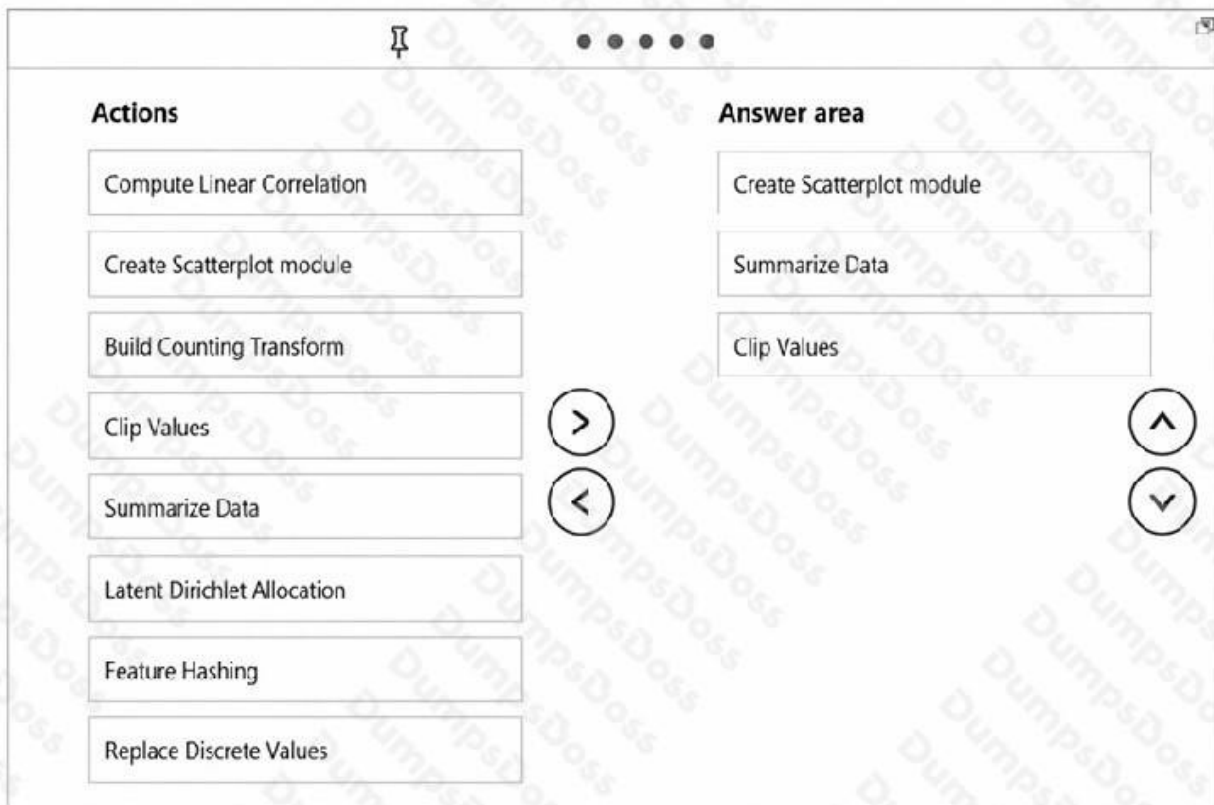 Actions
Compute Linear Correlation
Create Scatterplot module
Build Counting Transform
Clip Values
Summarize Data
Latent Dirichlet Allocation
Feature Hashing
Replace Discrete Values
Answer area
Create Scatterplot module
Summarize Data
Clip Values
DumpsDoss